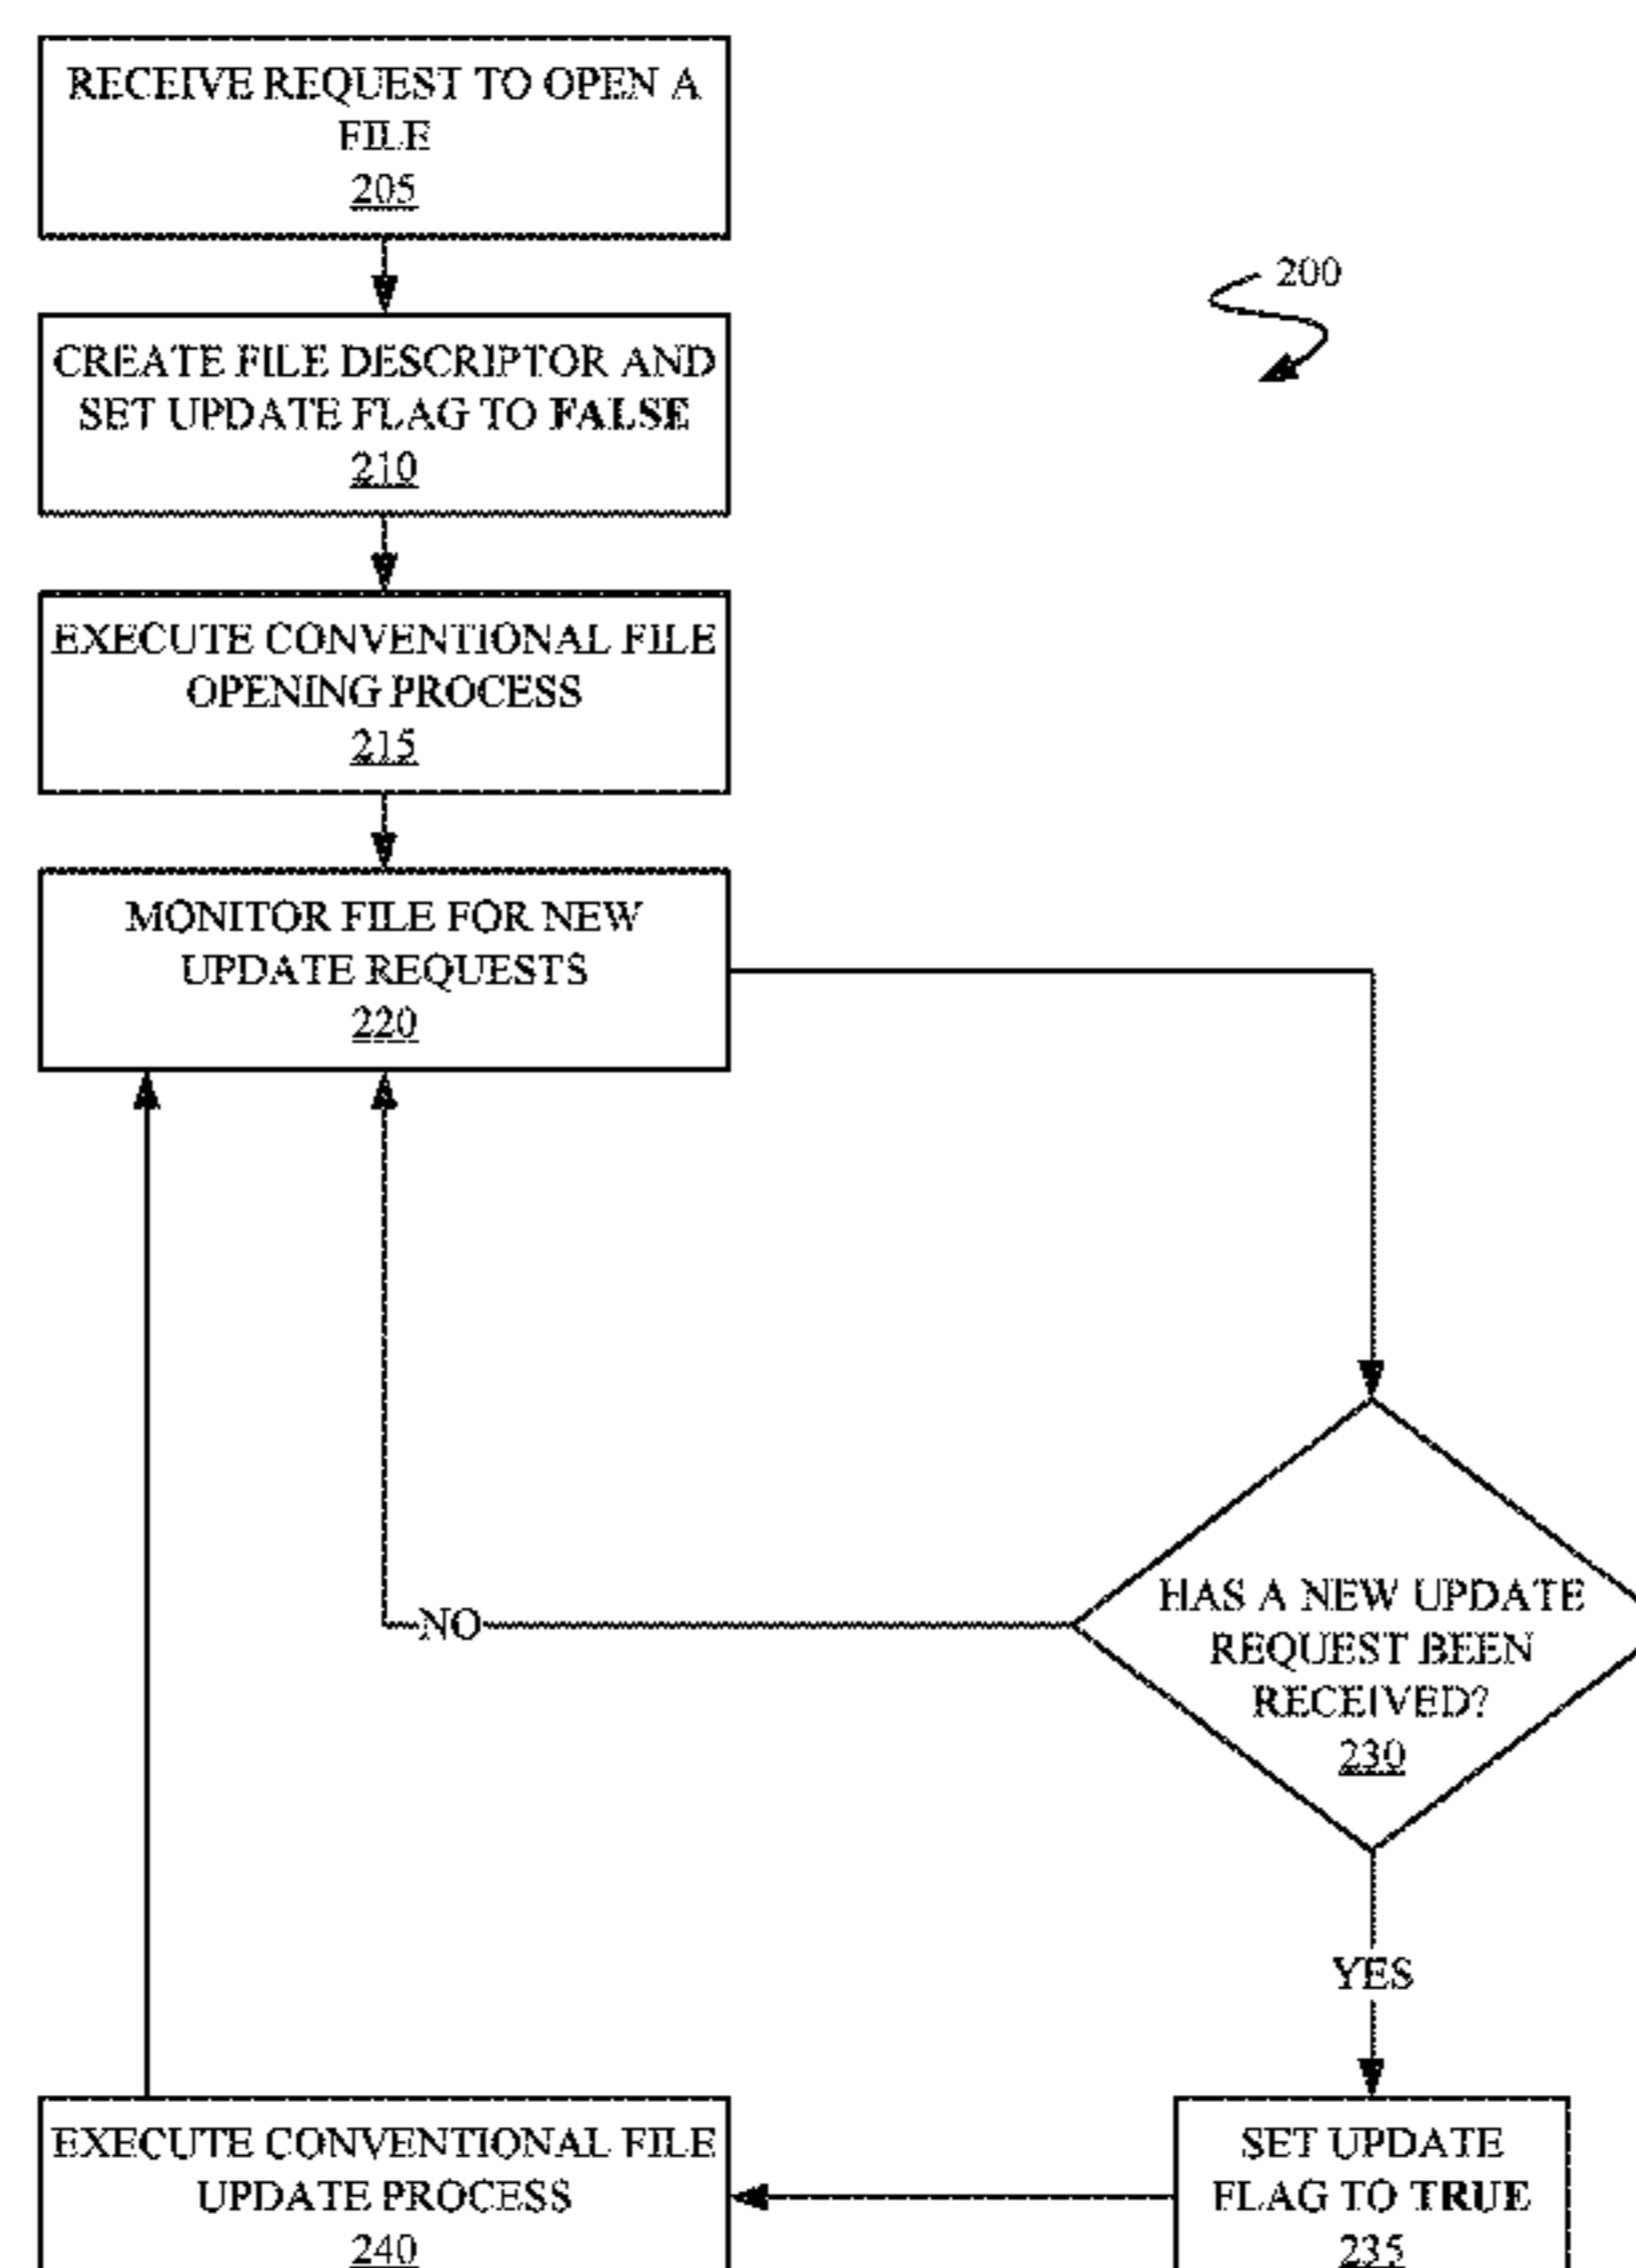 RECEIVE REQUEST TO OPEN A
FILE
205
200
CREATE FILE DESCRIPTOR AND
SET UPDATE FLAG TO FALSE
210
EXECUTE CONVENTIONAL FILE
OPENING PROCESS
215
MONITOR FILE FOR NEW
UPDATE REQUESTS
220
HAS A NEW UPDATE
REQUEST BEEN
RECEIVED?
230
NO
YES
SET UPDATE
FLAG TO TRUE
235
EXECUTE CONVENTIONAL FILE
UPDATE PROCESS
240